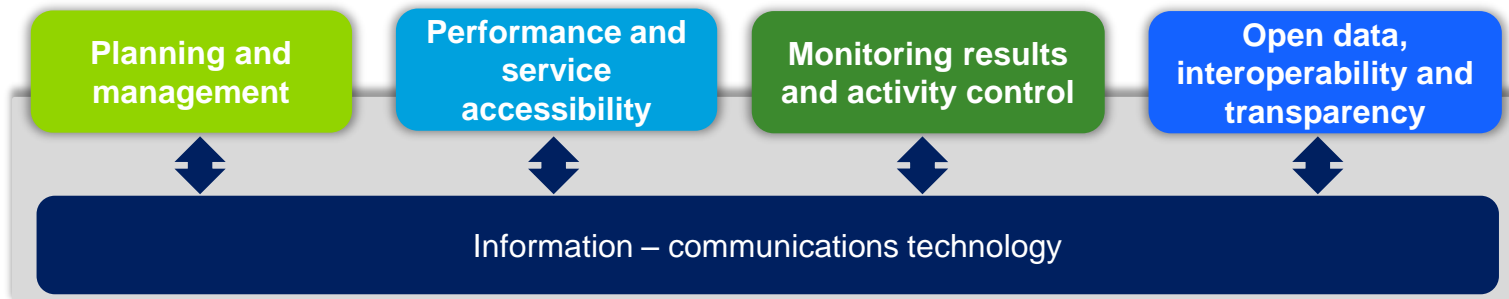 Planning and
management
Performance and
service
accessibility
Monitoring results
and activity control
Open data,
interoperability and
transparency
Information – communications technology